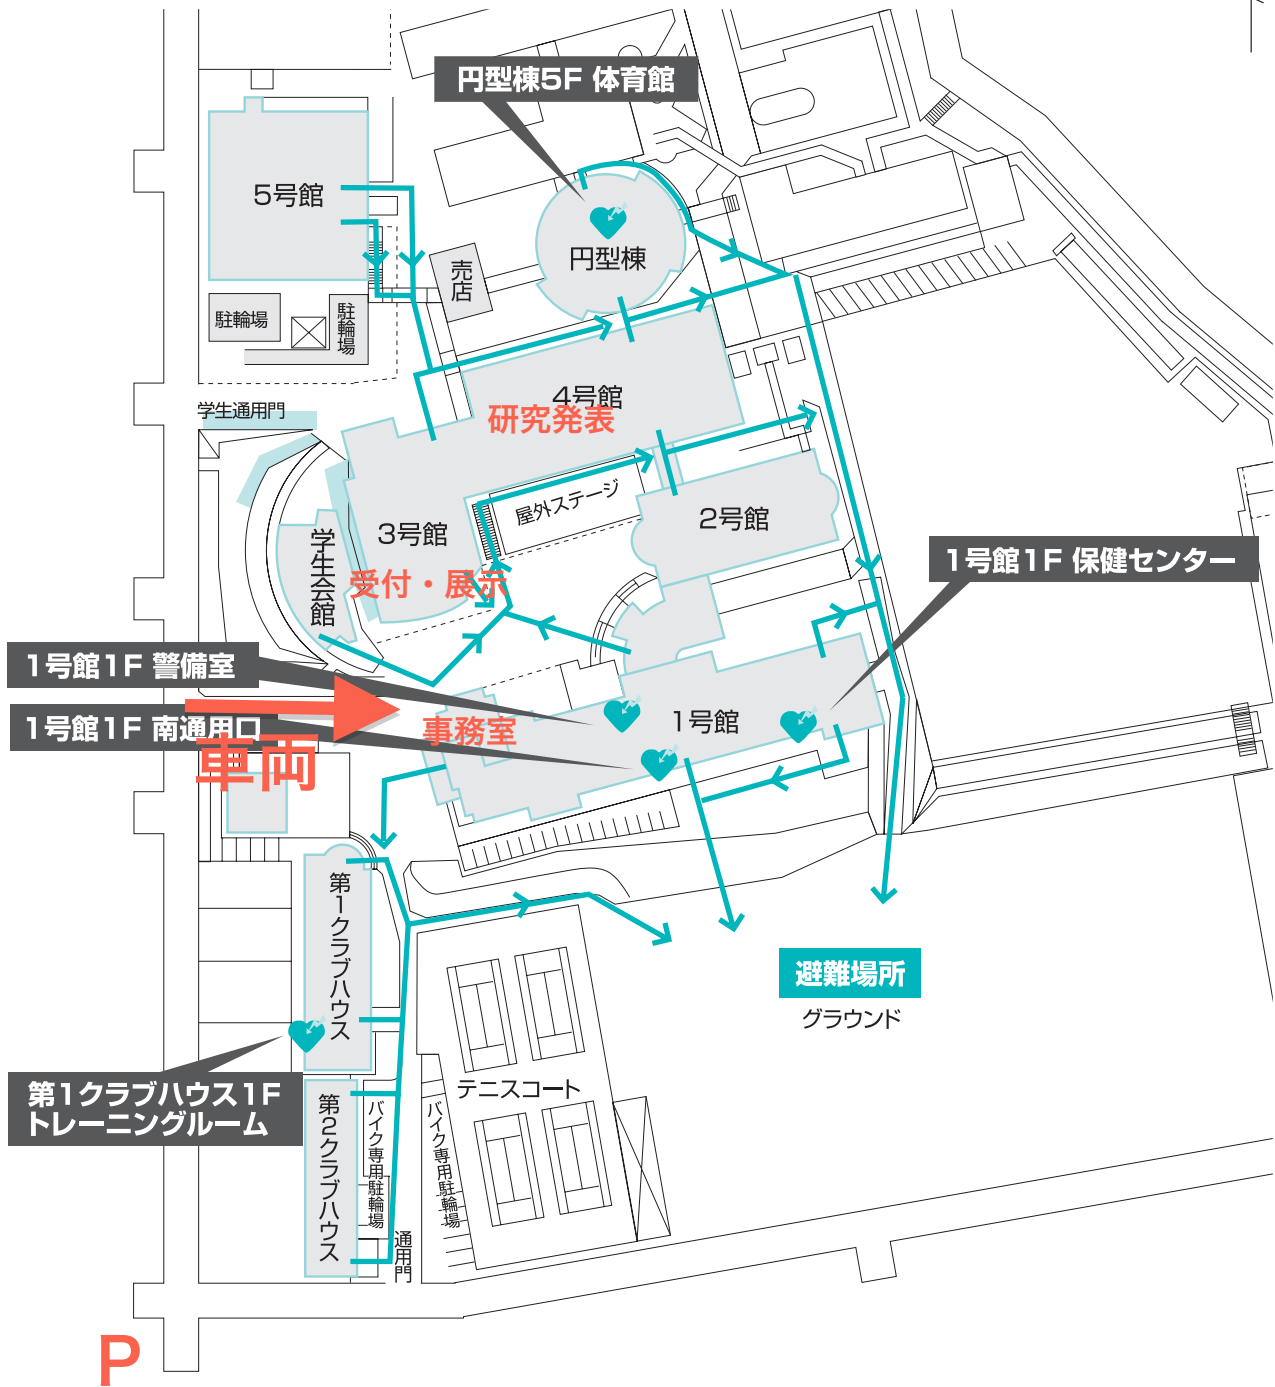 円型棟5F 体育館
5号館
円型棟
売店
駐輪場
駐輪場
4号館
研究発表
学生通用門
屋外ステージ
2号館
3号館
学生会館
受付・展示
1号館1F 保健センター
1号館1F 警備室
1号館1F 南通用口
事務室
1号館
車両
第1クラブハウス
避難場所
グラウンド
第1クラブハウス1F
トレーニングルーム
テニスコート
第2クラブハウス
バイク専用駐輪場
バイク専用駐輪場
通用門
P